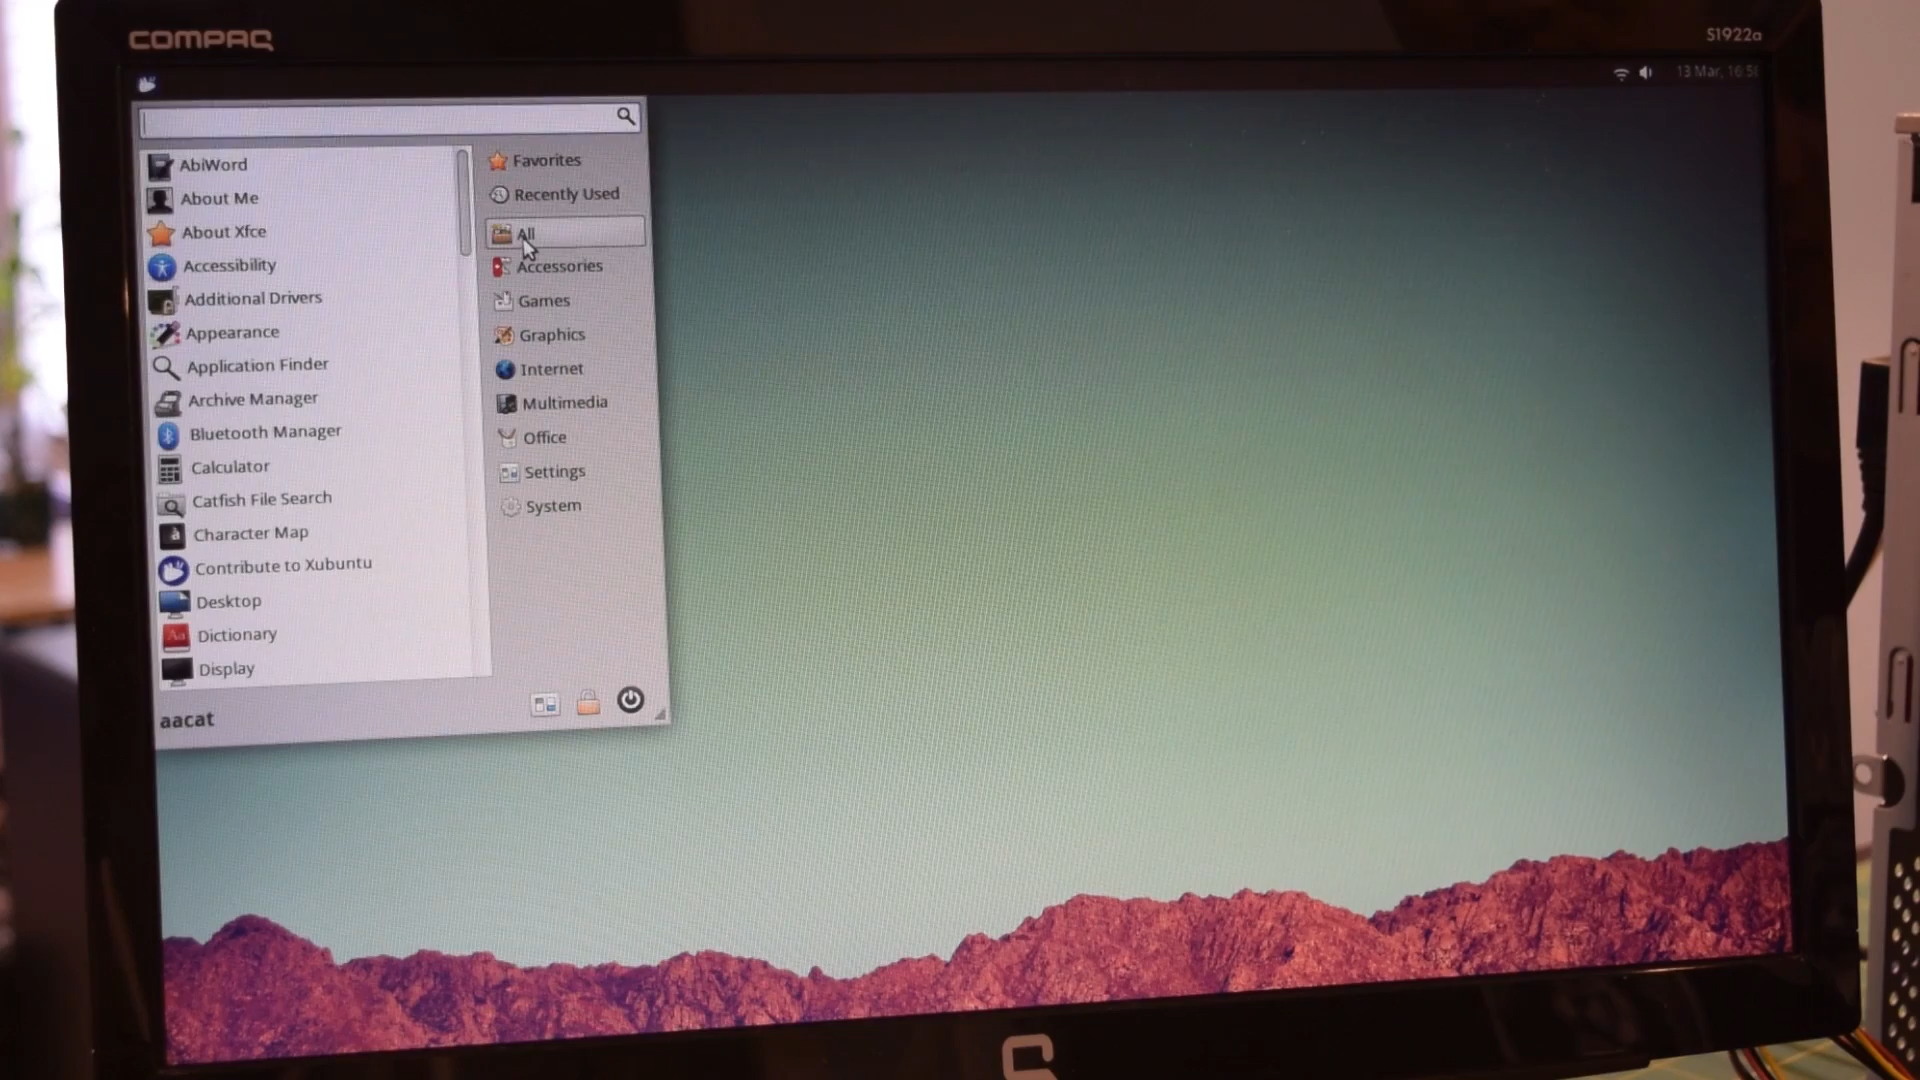 COMPAQ
S1922a
13 Mar, 16:58
AbiWord
About Me
About Xfce
Accessibility
Additional Drivers
Appearance
Application Finder
Archive Manager
Bluetooth Manager
Calculator
Catfish File Search
Character Map
Contribute to Xubuntu
Desktop
Aa Dictionary
Display
Favorites
Recently Used
All
Accessories
Games
Graphics
Internet
Multimedia
Office
Settings
System
aacat